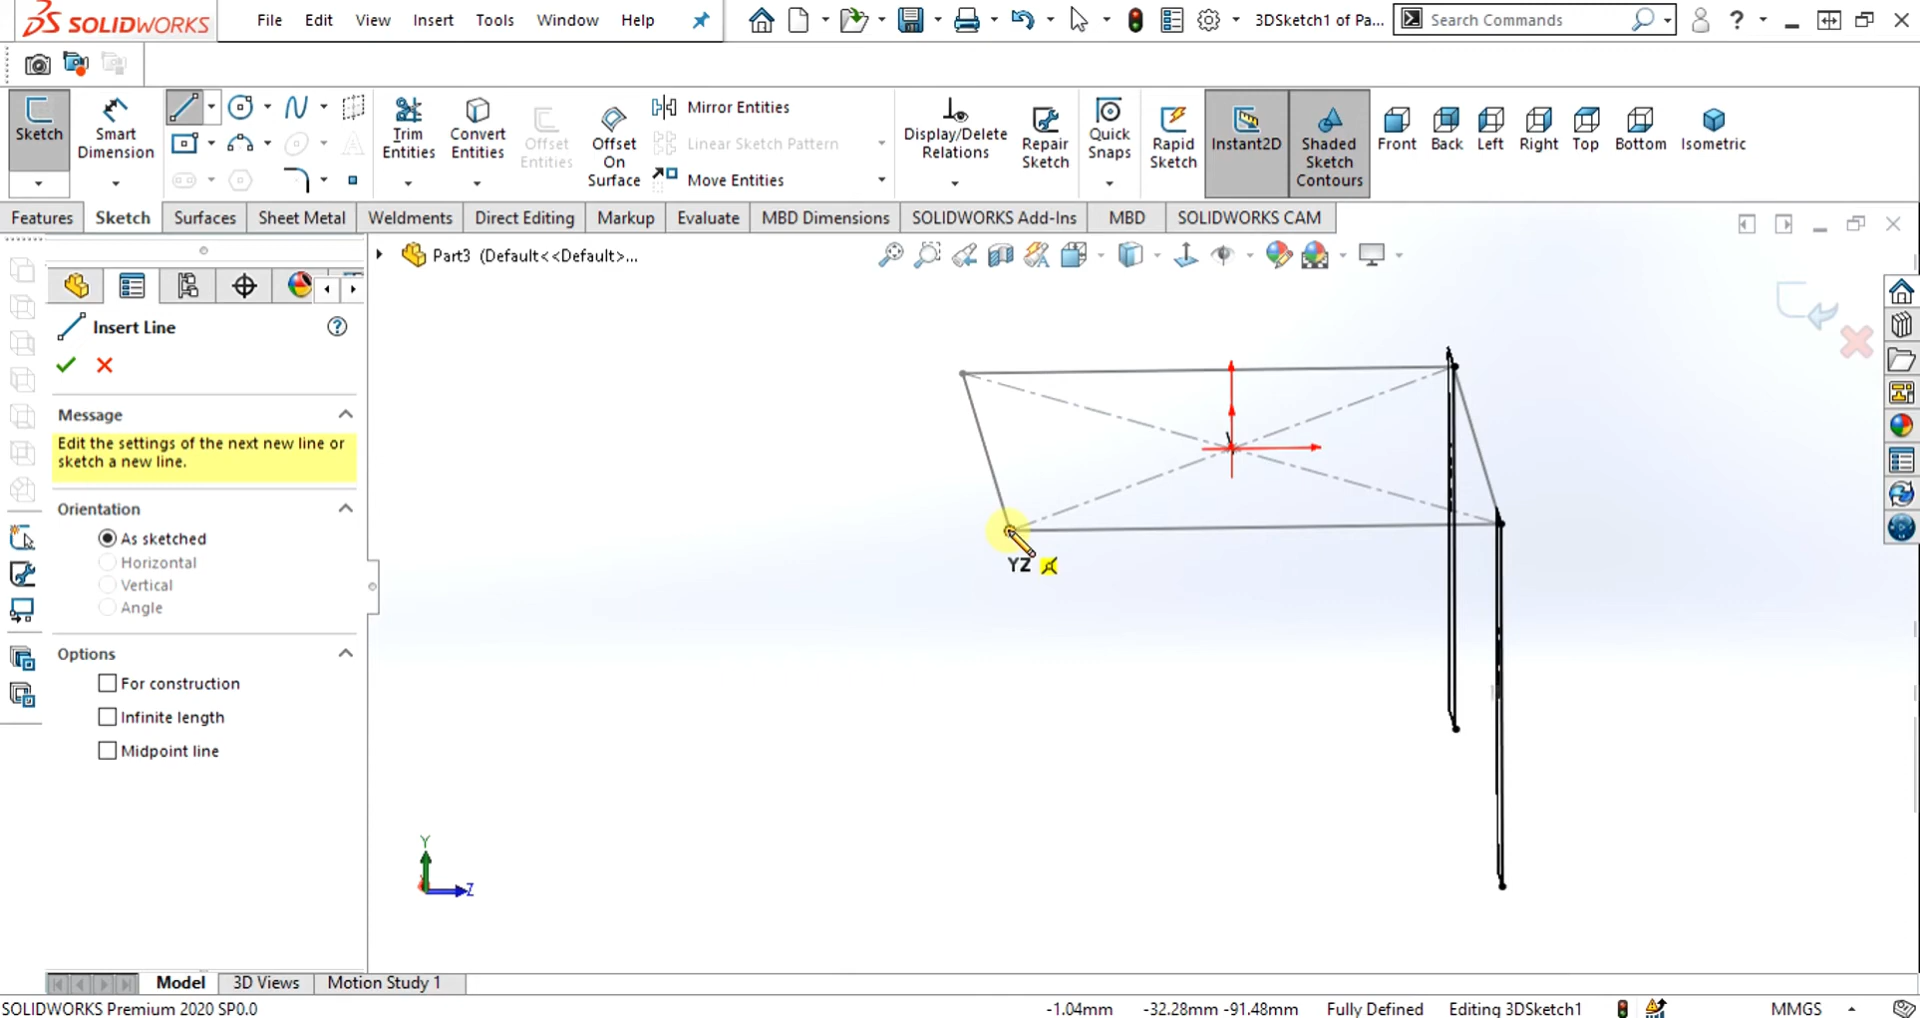 SOLIDWORKS
File Edit View Insert Tools Window Help
3DSketch1 of Pa...
Search Commands
Sketch
Smart Dimension
Trim Entities
Convert Entities
Offset Entities
Offset On Surface
Mirror Entities
Linear Sketch Pattern
Move Entities
Display/Delete Relations
Repair Sketch
Quick Snaps
Rapid Sketch
Instant2D
Shaded Sketch Contours
Front Back Left Right Top Bottom Isometric
Features Sketch Surfaces Sheet Metal Weldments Direct Editing Markup Evaluate MBD Dimensions SOLIDWORKS Add-Ins MBD SOLIDWORKS CAM
Part3 (Default<<Default>...
Insert Line
Message
Edit the settings of the next new line or
sketch a new line.
Orientation
As sketched
Horizontal
Vertical
Angle
Options
For construction
Infinite length
Midpoint line
YZ
Y
Z
Model 3D Views Motion Study 1
SOLIDWORKS Premium 2020 SP0.0
-1.04mm -32.28mm -91.48mm Fully Defined Editing 3DSketch1 MMGS